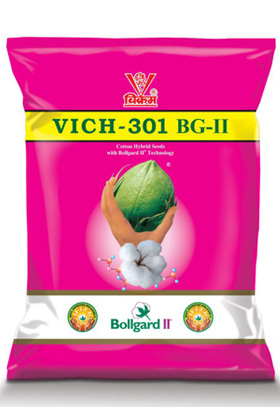 विक्रम
VICH-301 BG-II
Cotton Hybrid Seeds
with Bollgard II® Technology
®
Bollgard II®